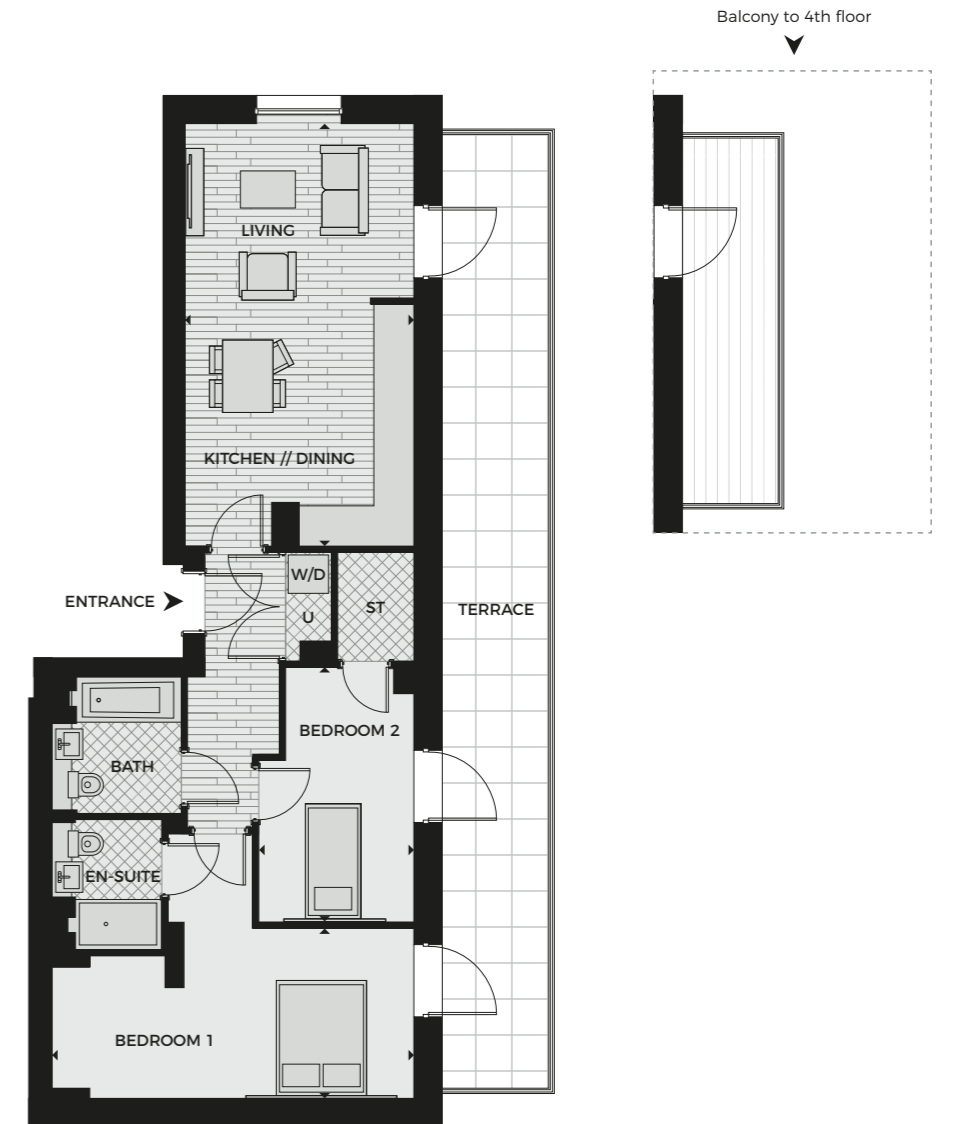 Balcony to 4th floor
LIVING
KITCHEN // DINING
W/D
U
ST
ENTRANCE
TERRACE
BEDROOM 2
BATH
EN-SUITE
BEDROOM 1